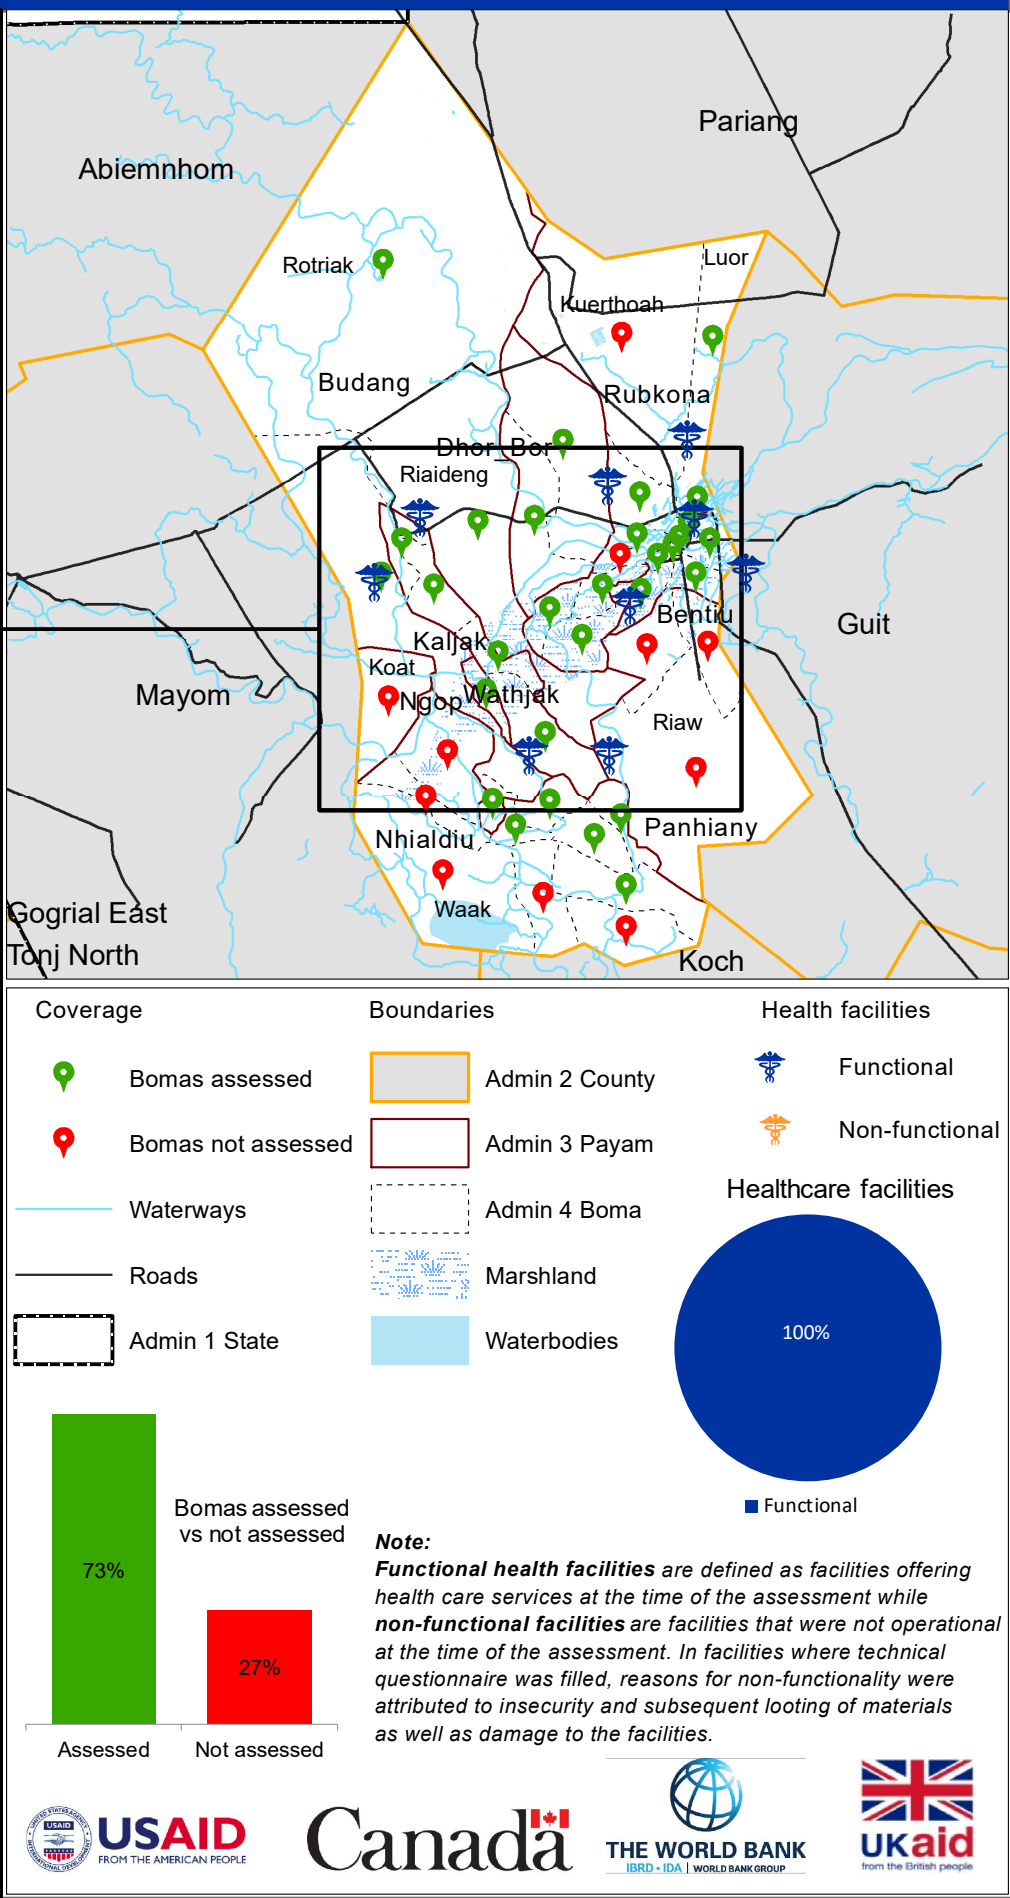 Pariang
Abiemnhom
Luor
Rotriak
Kuerthoah
Budang
Rubkona
Dhor_Bor
Riaideng
Bentiu
Guit
Kaljak
Koat
Mayom
Ngop
Wathjak
Riaw
Panhiany
Nhialdiu
Waak
Gogrial East
Tonj North
Koch
Coverage
Bomas assessed
Bomas not assessed
Waterways
Roads
Admin 1 State
Boundaries
Admin 2 County
Admin 3 Payam
Admin 4 Boma
Marshland
Waterbodies
Health facilities
Functional
Non-functional
Healthcare facilities
100%
Functional
Bomas assessed
vs not assessed
73%
27%
Assessed
Not assessed
Note:
Functional health facilities are defined as facilities offering
health care services at the time of the assessment while
non-functional facilities are facilities that were not operational
at the time of the assessment. In facilities where technical
questionnaire was filled, reasons for non-functionality were
attributed to insecurity and subsequent looting of materials
as well as damage to the facilities.
UNITED STATES AGENCY
USAID
INTERNATIONAL DEVELOPMENT
USAID
FROM THE AMERICAN PEOPLE
Canada
THE WORLD BANK
IBRD • IDA | WORLD BANK GROUP
UKaid
from the British people